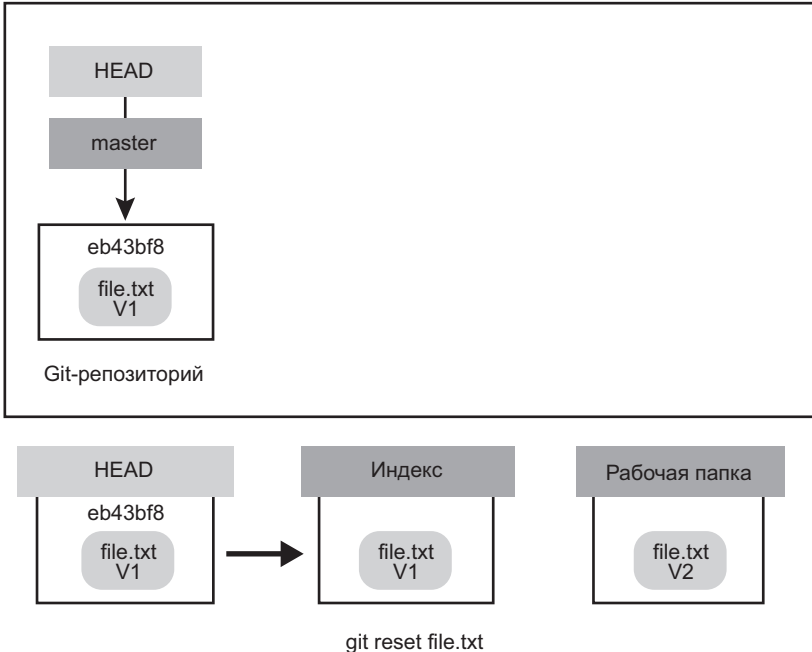 HEAD
master
eb43bf8
file.txt
V1
Git-репозиторий
HEAD
Индекс
Рабочая папка
eb43bf8
file.txt
V1
file.txt
V1
file.txt
V2
git reset file.txt